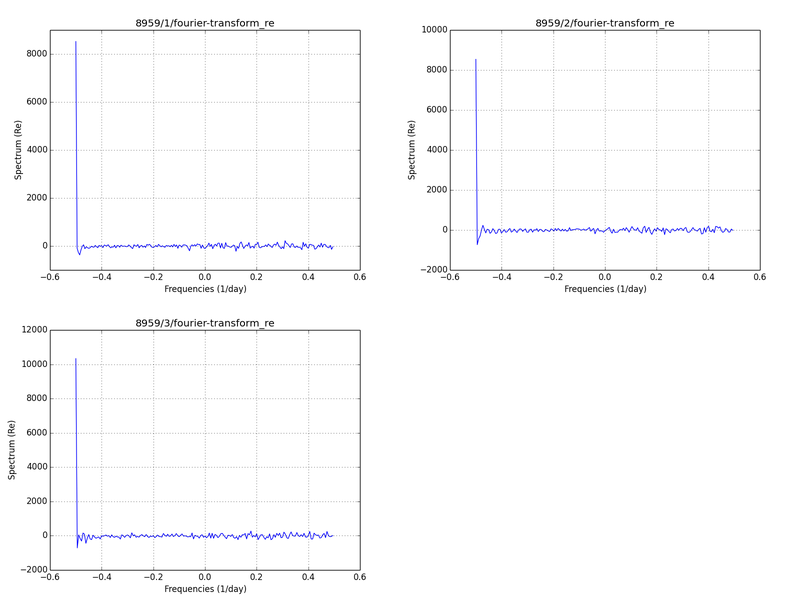 8959/1/fourier-transform_re
8000
6000
4000
2000
0
Spectrum (Re)
−0.6 −0.4 −0.2 0.0 0.2 0.4 0.6
Frequencies (1/day)
8959/2/fourier-transform_re
10000
8000
6000
4000
2000
0
−2000
Spectrum (Re)
−0.6 −0.4 −0.2 0.0 0.2 0.4 0.6
Frequencies (1/day)
8959/3/fourier-transform_re
12000
10000
8000
6000
4000
2000
0
−2000
Spectrum (Re)
−0.6 −0.4 −0.2 0.0 0.2 0.4 0.6
Frequencies (1/day)